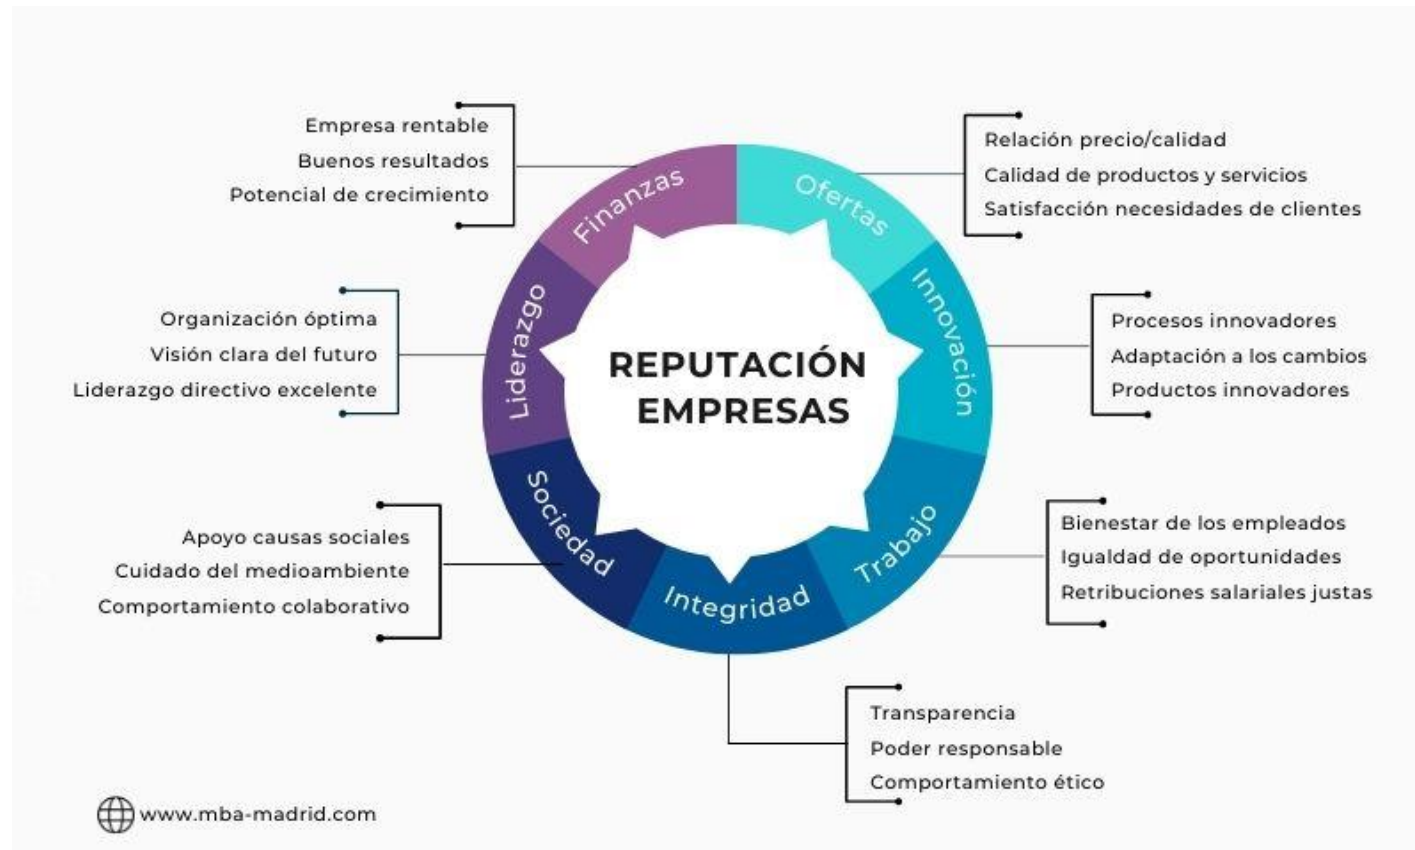 Empresa rentable
Buenos resultados
Potencial de crecimiento
Finanzas
Ofertas
Relación precio/calidad
Calidad de productos y servicios
Satisfacción necesidades de clientes
Organización óptima
Visión clara del futuro
Liderazgo directivo excelente
Liderazgo
REPUTACIÓN
EMPRESAS
Innovación
Procesos innovadores
Adaptación a los cambios
Productos innovadores
Apoyo causas sociales
Cuidado del medioambiente
Comportamiento colaborativo
Sociedad
Integridad
Trabajo
Bienestar de los empleados
Igualdad de oportunidades
Retribuciones salariales justas
Transparencia
Poder responsable
Comportamiento ético
www.mba-madrid.com